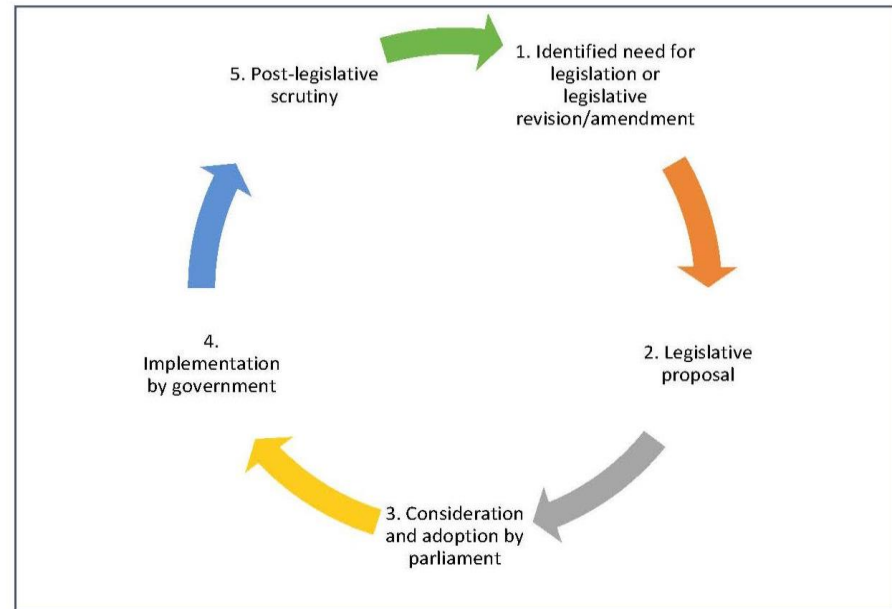 1. Identified need for
legislation or
legislative
revision/amendment
2. Legislative
proposal
3. Consideration
and adoption by
parliament
4.
Implementation
by government
5. Post-legislative
scrutiny